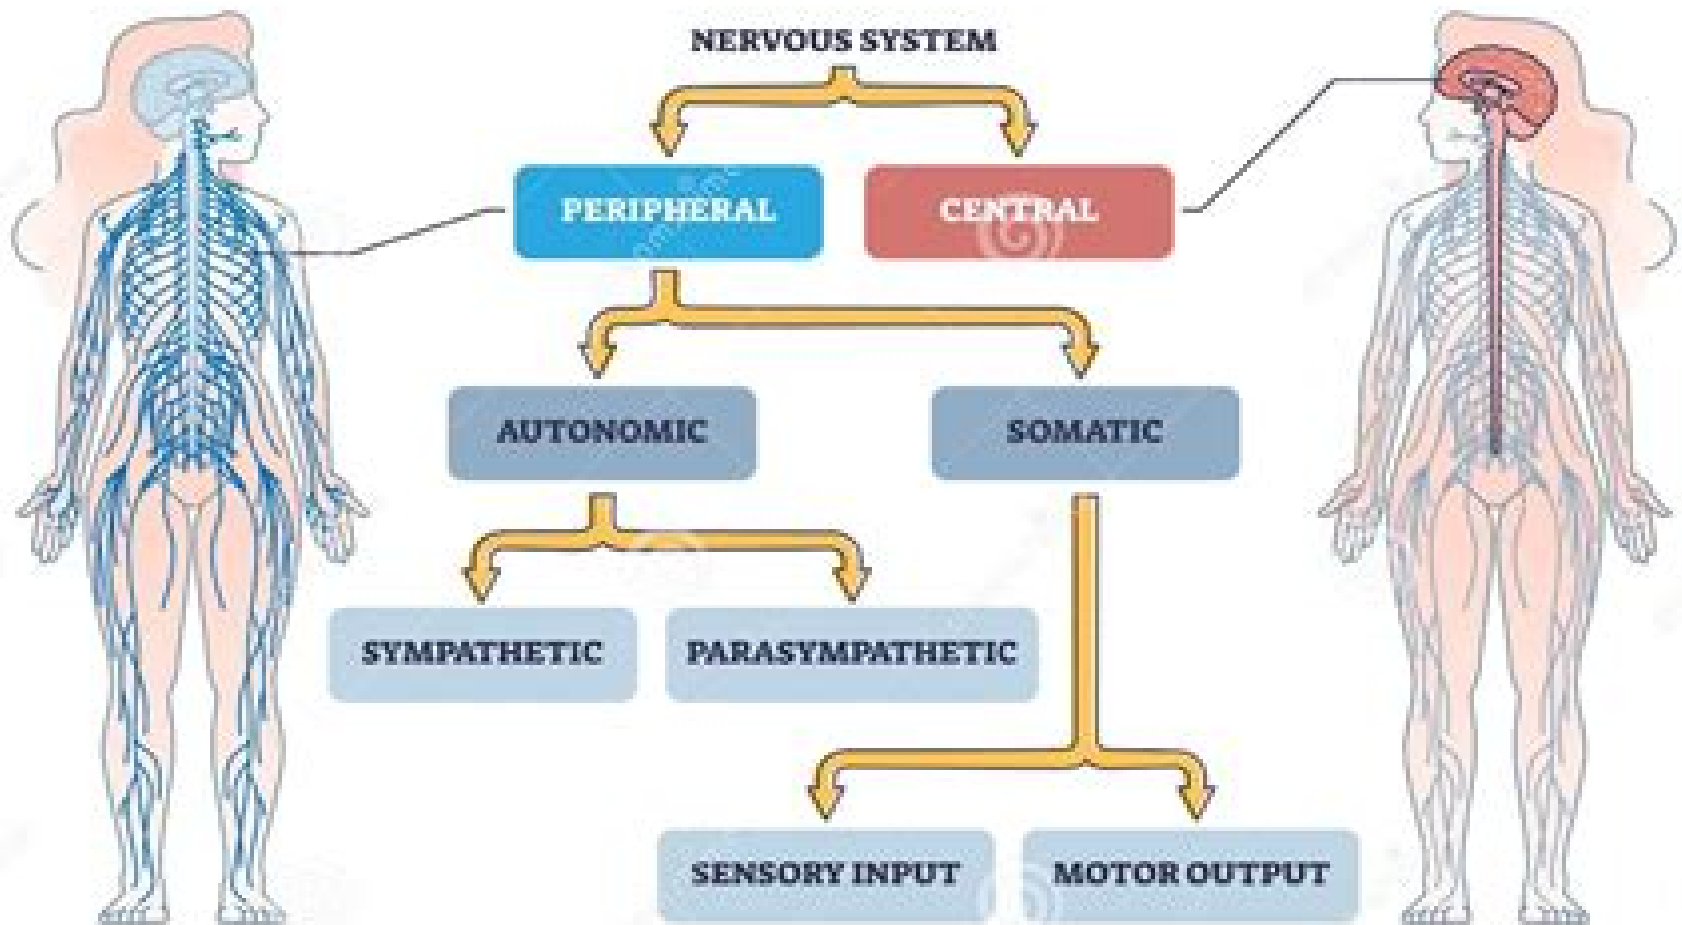 NERVOUS SYSTEM
PERIPHERAL
CENTRAL
AUTONOMIC
SOMATIC
SYMPATHETIC
PARASYMPATHETIC
SENSORY INPUT
MOTOR OUTPUT